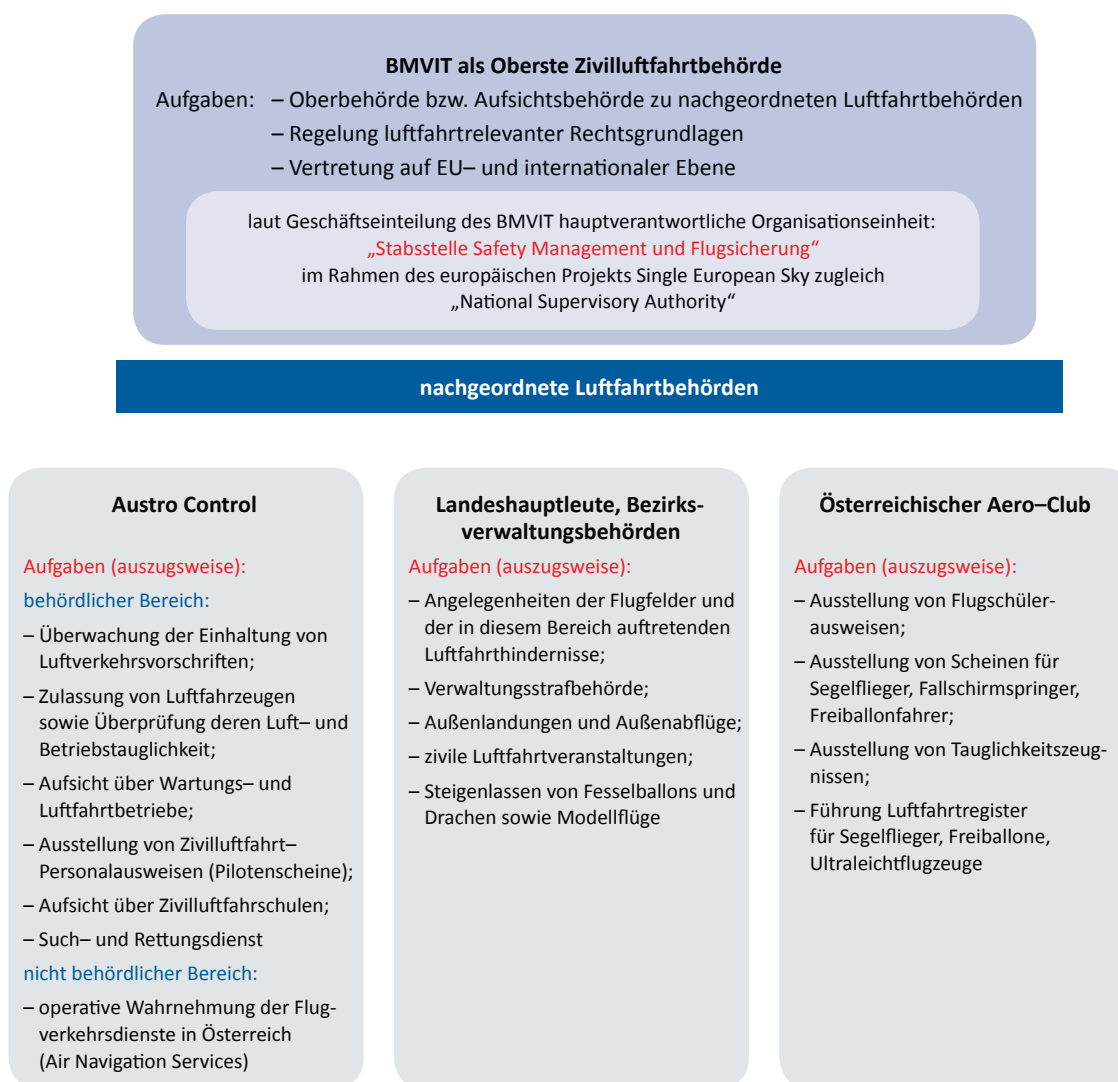 BMVIT als Oberste Zivilluftfahrtbehörde
Aufgaben: – Oberbehörde bzw. Aufsichtsbehörde zu nachgeordneten Luftfahrtbehörden
– Regelung luftfahrtrelevanter Rechtsgrundlagen
– Vertretung auf EU– und internationaler Ebene
laut Geschäftseinteilung des BMVIT hauptverantwortliche Organisationseinheit:
„Stabsstelle Safety Management und Flugsicherung“
im Rahmen des europäischen Projekts Single European Sky zugleich
„National Supervisory Authority“
nachgeordnete Luftfahrtbehörden
Austro Control
Aufgaben (auszugsweise):
behördlicher Bereich:
– Überwachung der Einhaltung von
Luftverkehrsvorschriften;
– Zulassung von Luftfahrzeugen
sowie Überprüfung deren Luft– und
Betriebstauglichkeit;
– Aufsicht über Wartungs– und
Luftfahrtbetriebe;
– Ausstellung von Zivilluftfahrt–
Personalausweisen (Pilotenscheine);
– Aufsicht über Zivilluftfahrschulen;
– Such– und Rettungsdienst
nicht behördlicher Bereich:
– operative Wahrnehmung der Flug-
verkehrsdienste in Österreich
(Air Navigation Services)
Landeshauptleute, Bezirks-
verwaltungsbehörden
Aufgaben (auszugsweise):
– Angelegenheiten der Flugfelder und
der in diesem Bereich auftretenden
Luftfahrthindernisse;
– Verwaltungsstrafbehörde;
– Außenlandungen und Außenabflüge;
– zivile Luftfahrtveranstaltungen;
– Steigenlassen von Fesselballons und
Drachen sowie Modellflüge
Österreichischer Aero–Club
Aufgaben (auszugsweise):
– Ausstellung von Flugschüler-
ausweisen;
– Ausstellung von Scheinen für
Segelflieger, Fallschirmspringer,
Freiballonfahrer;
– Ausstellung von Tauglichkeitszeug-
nissen;
– Führung Luftfahrtregister
für Segelflieger, Freiballone,
Ultraleichtflugzeuge